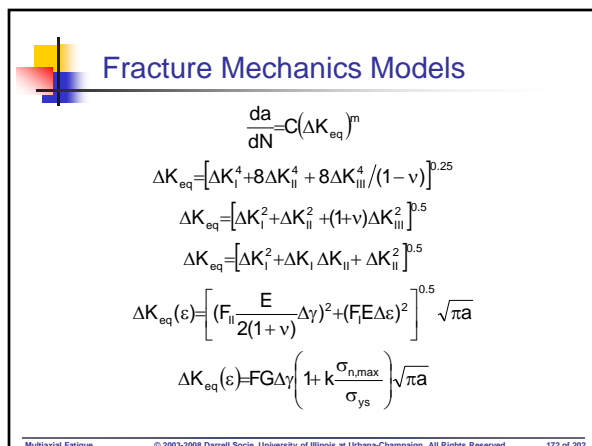 Fracture Mechanics Models
da/dN=C(ΔK_eq)^m
ΔK_eq=[ΔK_I^4+8ΔK_II^4+8ΔK_III^4/(1−ν)]^0.25
ΔK_eq=[ΔK_I^2+ΔK_II^2+(1+ν)ΔK_III^2]^0.5
ΔK_eq=[ΔK_I^2+ΔK_I ΔK_II+ΔK_II^2]^0.5
ΔK_eq(ε)=[(F_II E/2(1+ν) Δγ)^2+(F_I EΔε)^2]^0.5 √πa
ΔK_eq(ε)=FGΔγ(1+k σ_n,max/σ_ys)√πa
Multiaxial Fatigue © 2003-2008 Darrell Socie, University of Illinois at Urbana-Champaign, All Rights Reserved 172 of 202